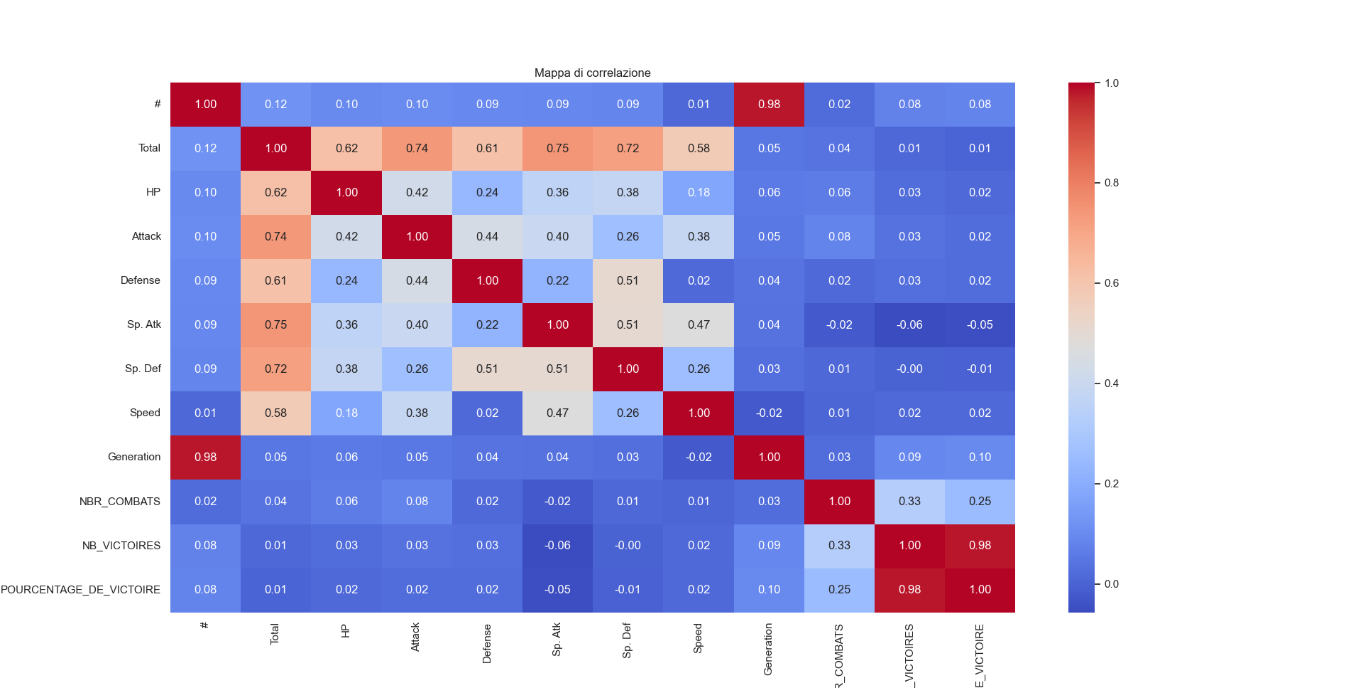 Mappa di correlazione
# 1.00 0.12 0.10 0.10 0.09 0.09 0.09 0.01 0.98 0.02 0.08 0.08
Total 0.12 1.00 0.62 0.74 0.61 0.75 0.72 0.58 0.05 0.04 0.01 0.01
HP 0.10 0.62 1.00 0.42 0.24 0.36 0.38 0.18 0.06 0.06 0.03 0.02
Attack 0.10 0.74 0.42 1.00 0.44 0.40 0.26 0.38 0.05 0.08 0.03 0.02
Defense 0.09 0.61 0.24 0.44 1.00 0.22 0.51 0.02 0.04 0.02 0.03 0.02
Sp. Atk 0.09 0.75 0.36 0.40 0.22 1.00 0.51 0.47 0.04 -0.02 -0.06 -0.05
Sp. Def 0.09 0.72 0.38 0.26 0.51 0.51 1.00 0.26 0.03 0.01 -0.00 -0.01
Speed 0.01 0.58 0.18 0.38 0.02 0.47 0.26 1.00 -0.02 0.01 0.02 0.02
Generation 0.98 0.05 0.06 0.05 0.04 0.04 0.03 -0.02 1.00 0.03 0.09 0.10
NBR_COMBATS 0.02 0.04 0.06 0.08 0.02 -0.02 0.01 0.01 0.03 1.00 0.33 0.25
NB_VICTOIRES 0.08 0.01 0.03 0.03 0.03 -0.06 -0.00 0.02 0.09 0.33 1.00 0.98
POURCENTAGE_DE_VICTOIRE 0.08 0.01 0.02 0.02 0.02 -0.05 -0.01 0.02 0.10 0.25 0.98 1.00
# Total HP Attack Defense Sp. Atk Sp. Def Speed Generation R_COMBATS _VICTOIRES E_VICTOIRE
1.0
0.8
0.6
0.4
0.2
0.0